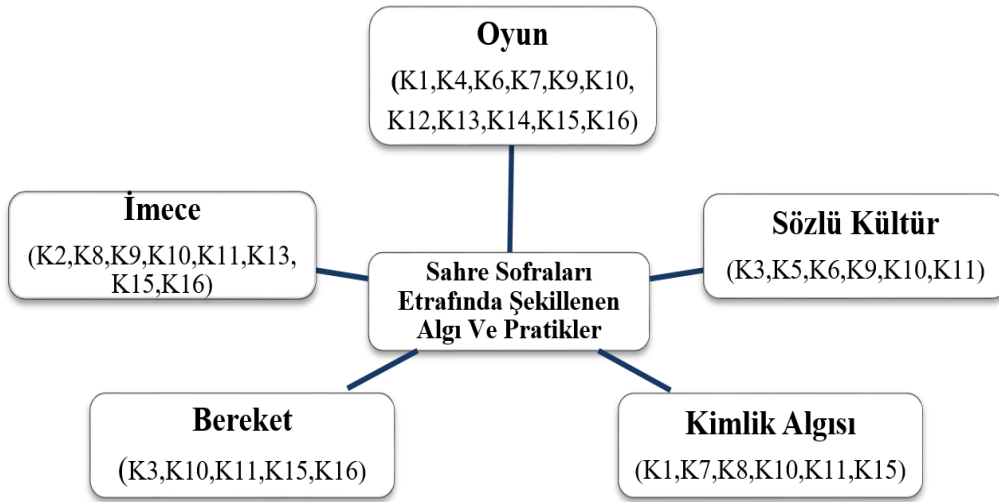 Oyun
(K1,K4,K6,K7,K9,K10,
K12,K13,K14,K15,K16)
İmece
(K2,K8,K9,K10,K11,K13,
K15,K16)
Sözlü Kültür
(K3,K5,K6,K9,K10,K11)
Sahre Sofraları
Etrafında Şekillenen
Algı Ve Pratikler
Bereket
(K3,K10,K11,K15,K16)
Kimlik Algısı
(K1,K7,K8,K10,K11,K15)